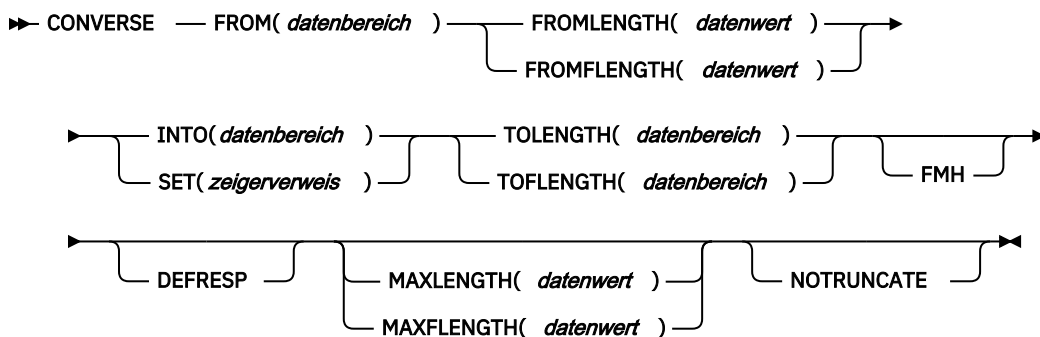 CONVERSE FROM( datenbereich ) FROMLENGTH( datenwert )
FROMFLENGTH( datenwert )
INTO( datenbereich ) TOLENGTH( datenbereich )
SET( zeigerverweis ) TOFLENGTH( datenbereich ) FMH
DEFRESP MAXLENGTH( datenwert ) NOTRUNCATE
MAXFLENGTH( datenwert )